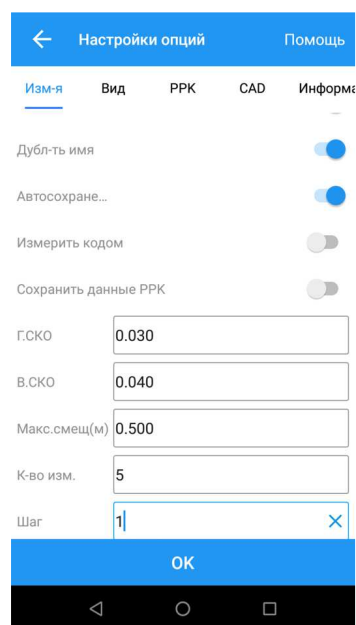 Настройки опций Помощь
Изм-я Вид PPK CAD Информа
Дубл-ть имя
Автосохране...
Измерить кодом
Сохранить данные PPK
Г.СКО 0.030
В.СКО 0.040
Макс.смещ(м) 0.500
К-во изм. 5
Шаг 1
OK